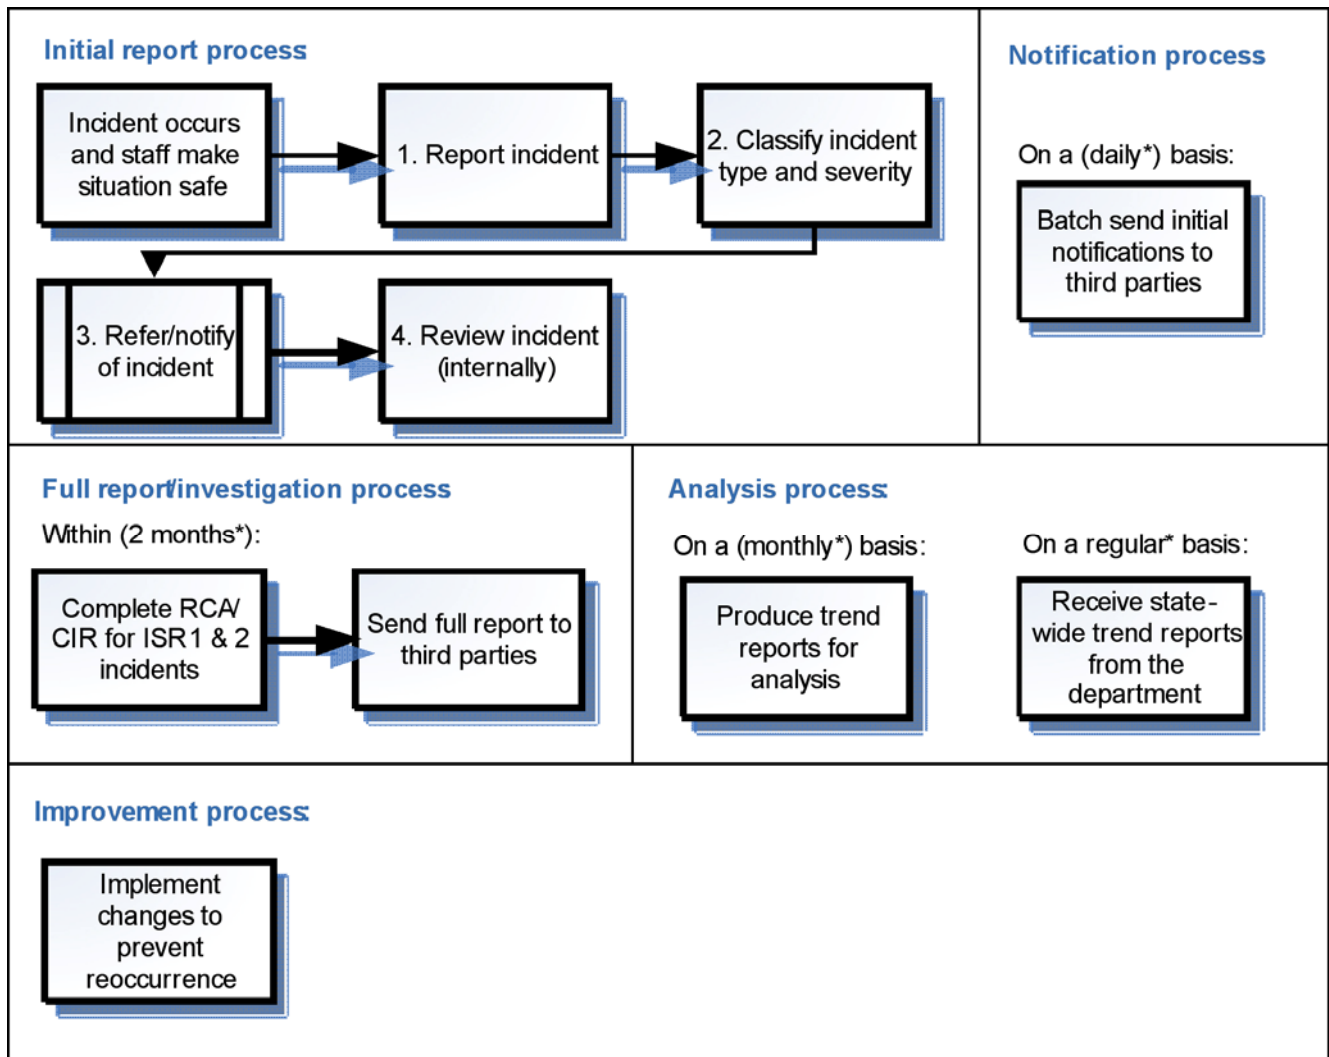 Initial report process:
Incident occurs
and staff make
situation safe
1. Report incident
2. Classify incident
type and severity
3. Refer/notify
of incident
4. Review incident
(internally)
Notification process
On a (daily*) basis:
Batch send initial
notifications to
third parties
Full report/investigation process
Within (2 months*):
Complete RCA/
CIR for ISR1 & 2
incidents
Send full report to
third parties
Analysis process:
On a (monthly*) basis:
Produce trend
reports for
analysis
On a regular* basis:
Receive state-
wide trend reports
from the
department
Improvement process:
Implement
changes to
prevent
reoccurrence